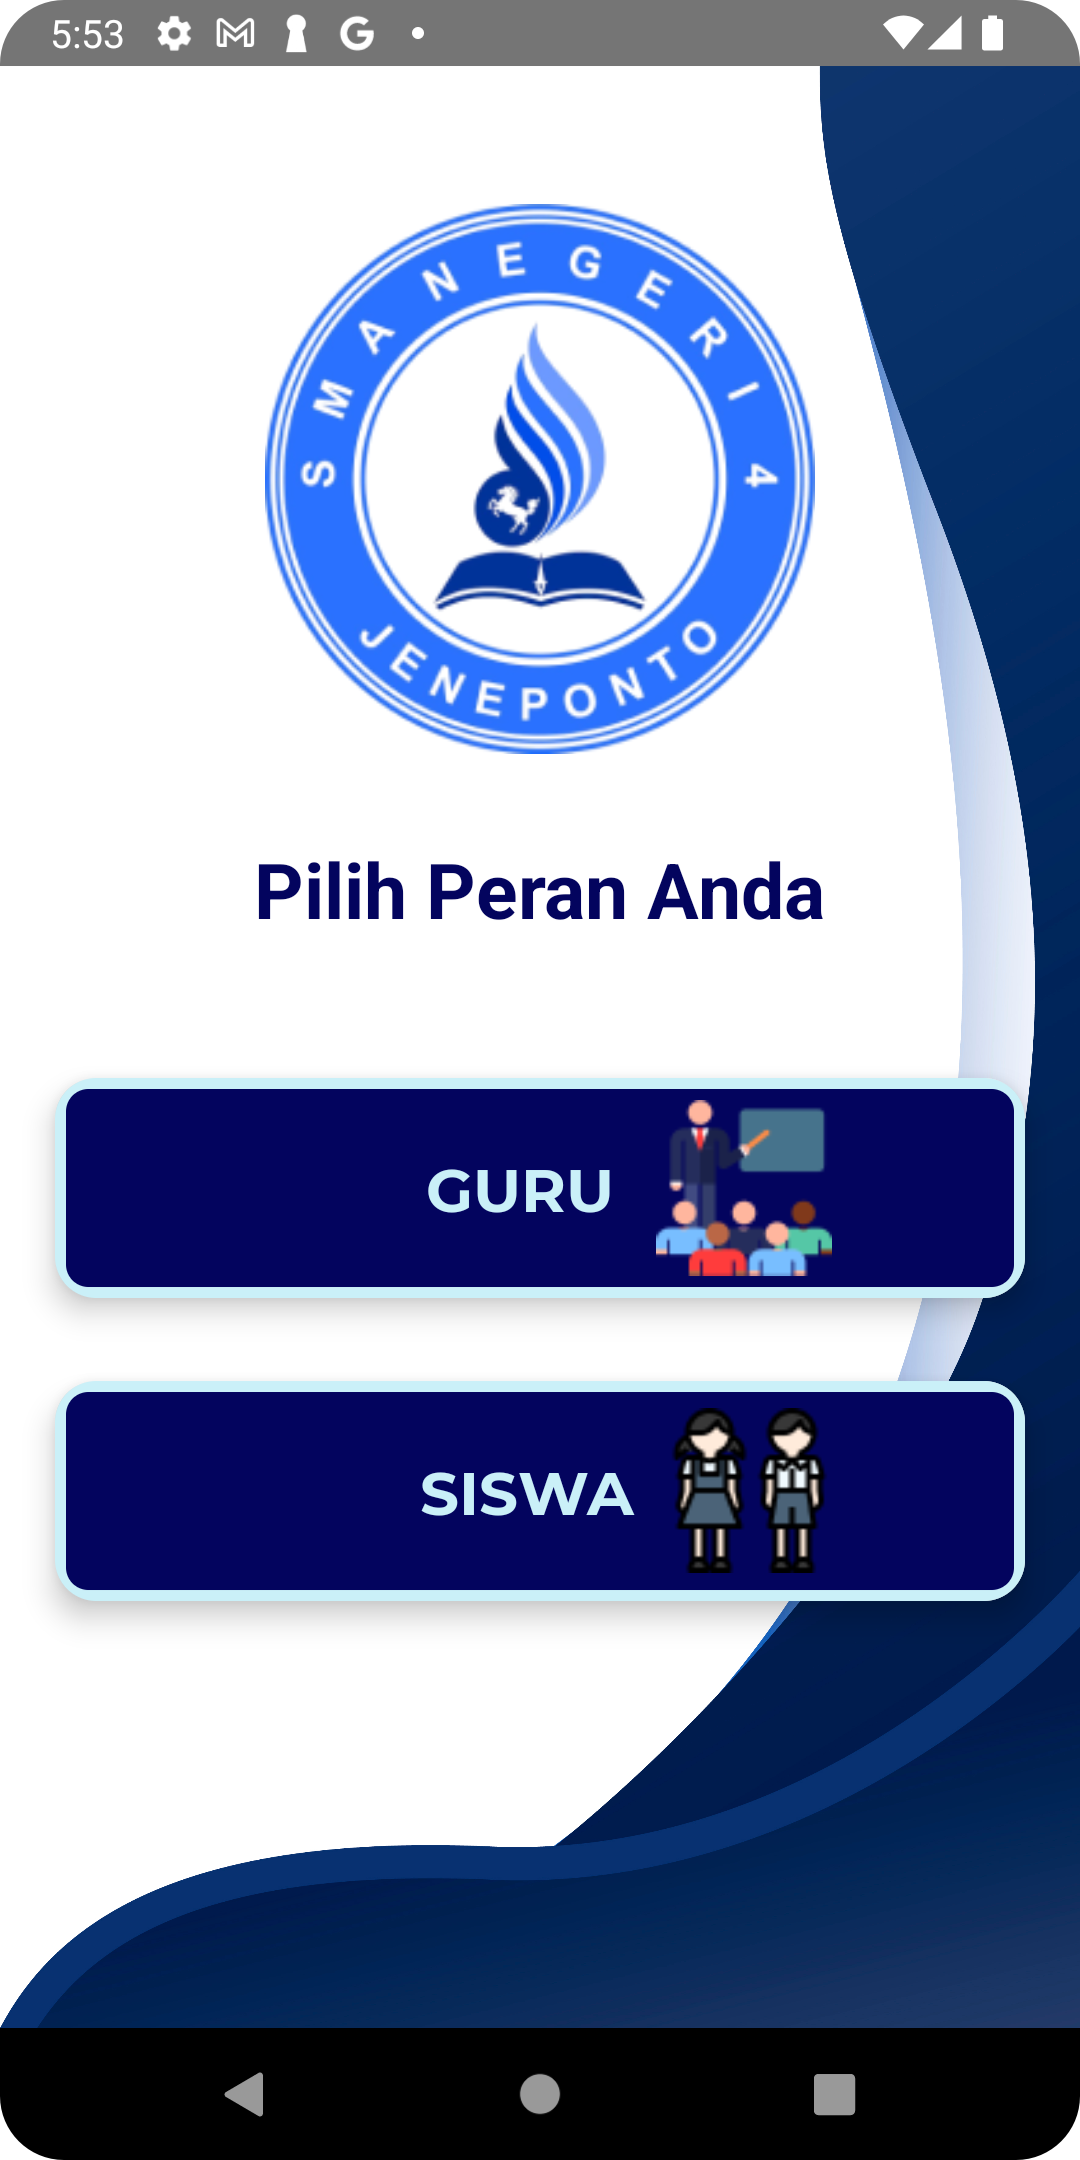 5:53
SMA NEGERI 4
JENEPONTO
Pilih Peran Anda
GURU
SISWA